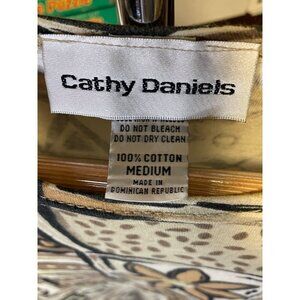 Cathy Daniels
DO NOT BLEACH
DO NOT DRY CLEAN
100% COTTON
MEDIUM
MADE IN
DOMINICAN REPUBLIC